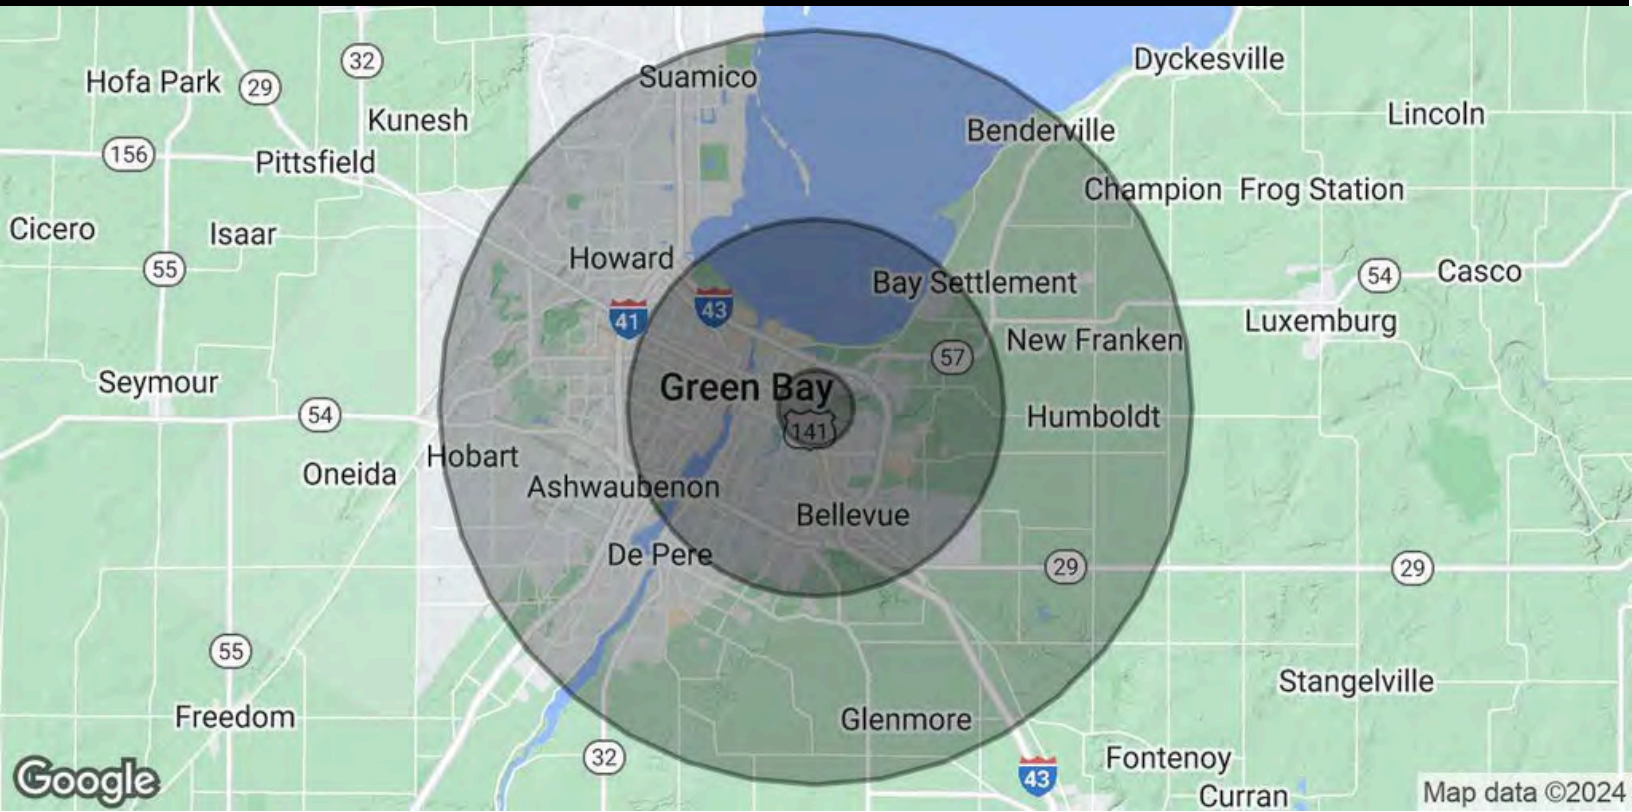 Dyckesville
Suamico
32
Hofa Park
29
Lincoln
Kunesh
Benderville
156
Pittsfield
Champion
Frog Station
Cicero
Isaar
Howard
55
54
Casco
Bay Settlement
41
43
Luxemburg
New Franken
57
Seymour
Green Bay
54
Humboldt
141
Hobart
Oneida
Ashwaubenon
Bellevue
De Pere
29
29
55
Stangelville
Freedom
Glenmore
32
Fontenoy
43
Google
Curran
Map data ©2024